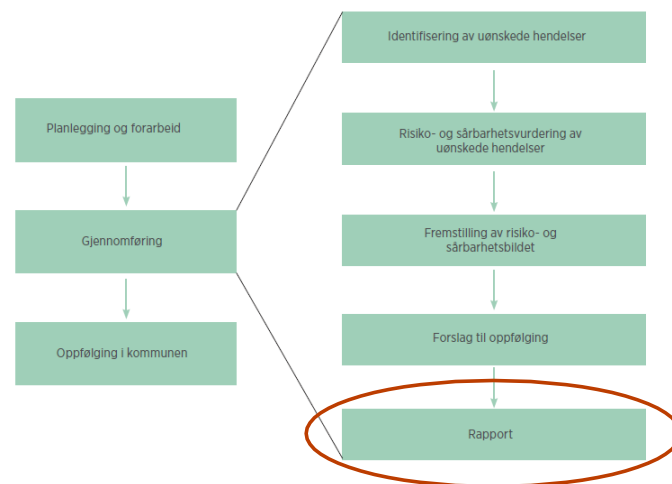 Planlegging og forarbeid
Gjennomføring
Oppfølging i kommunen
Identifisering av uønskede hendelser
Risiko- og sårbarhetsvurdering av
uønskede hendelser
Fremstilling av risiko- og
sårbarhetsbildet
Forslag til oppfølging
Rapport